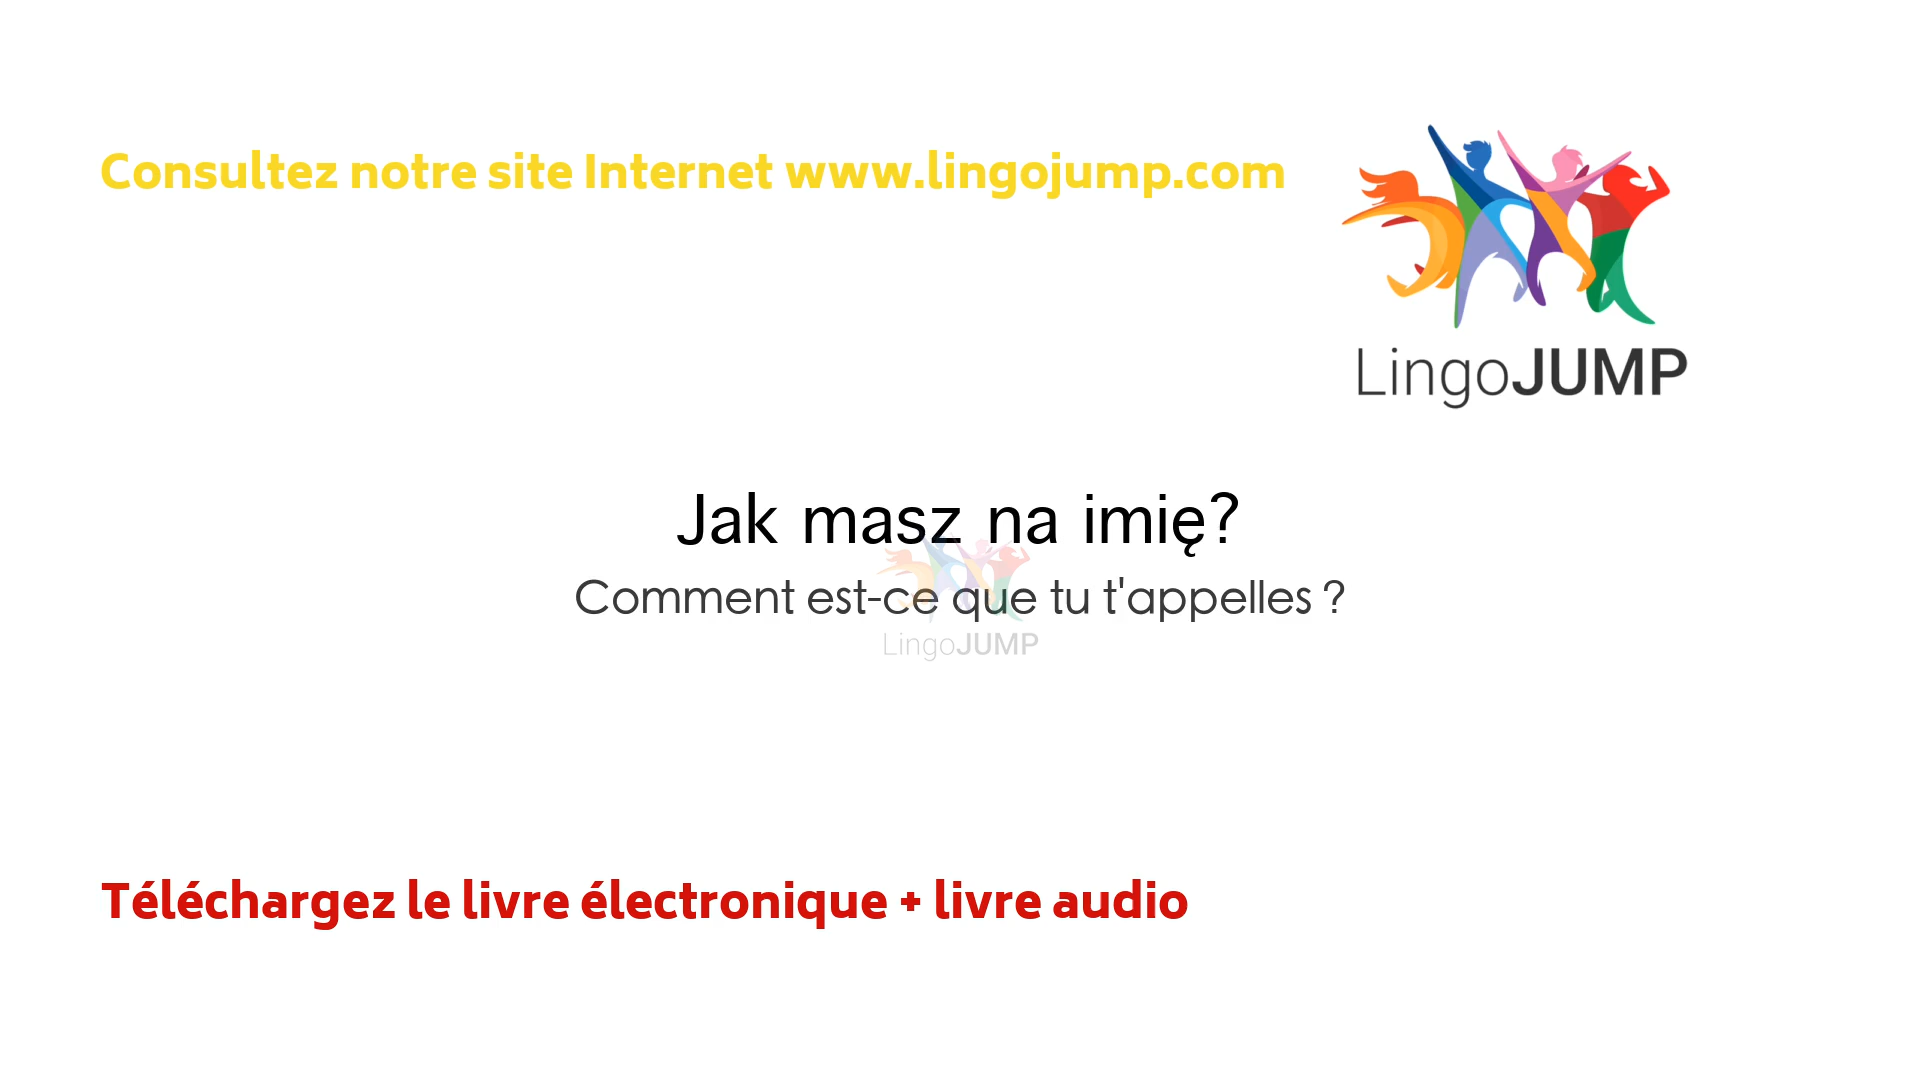 Consultez notre site Internet www.lingojump.com
LingoJUMP
Jak masz na imię?
Comment est-ce que tu t'appelles ?
LingoJUMP
Téléchargez le livre électronique + livre audio